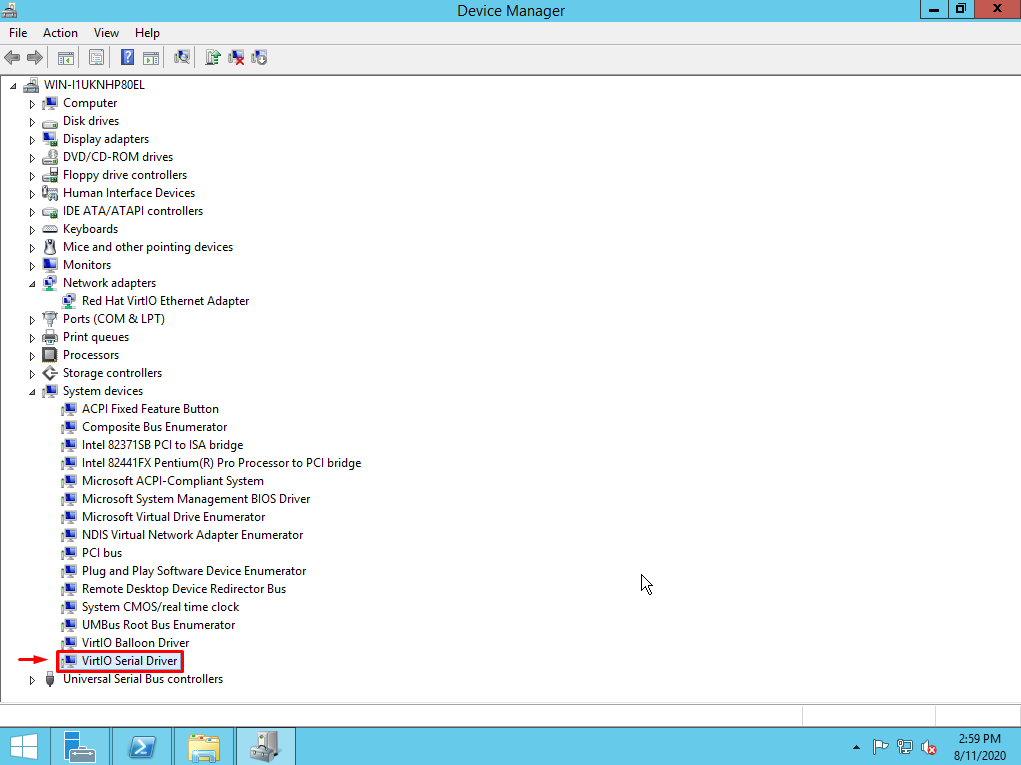 Device Manager
File Action View Help
WIN-I1UKNHP80EL
Computer
Disk drives
Display adapters
DVD/CD-ROM drives
Floppy drive controllers
Human Interface Devices
IDE ATA/ATAPI controllers
Keyboards
Mice and other pointing devices
Monitors
Network adapters
Red Hat VirtIO Ethernet Adapter
Ports (COM & LPT)
Print queues
Processors
Storage controllers
System devices
ACPI Fixed Feature Button
Composite Bus Enumerator
Intel 82371SB PCI to ISA bridge
Intel 82441FX Pentium(R) Pro Processor to PCI bridge
Microsoft ACPI-Compliant System
Microsoft System Management BIOS Driver
Microsoft Virtual Drive Enumerator
NDIS Virtual Network Adapter Enumerator
PCI bus
Plug and Play Software Device Enumerator
Remote Desktop Device Redirector Bus
System CMOS/real time clock
UMBus Root Bus Enumerator
VirtIO Balloon Driver
VirtIO Serial Driver
Universal Serial Bus controllers
2:59 PM
8/11/2020